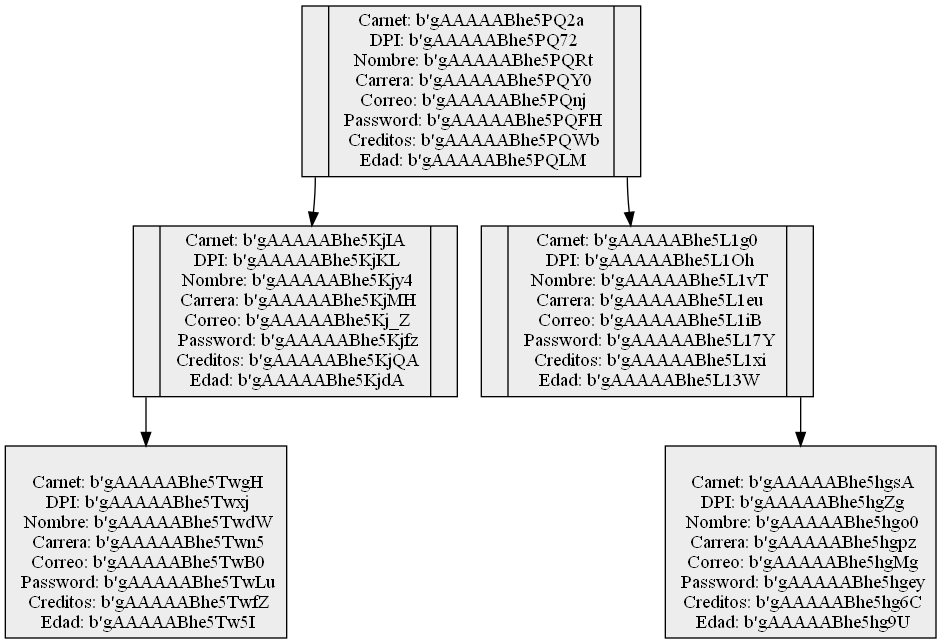 Carnet: b'gAAAAABhe5PQ2a
DPI: b'gAAAAABhe5PQ72
Nombre: b'gAAAAABhe5PQRt
Carrera: b'gAAAAABhe5PQY0
Correo: b'gAAAAABhe5PQnj
Password: b'gAAAAABhe5PQFH
Creditos: b'gAAAAABhe5PQWb
Edad: b'gAAAAABhe5PQLM
Carnet: b'gAAAAABhe5KjIA
DPI: b'gAAAAABhe5KjKL
Nombre: b'gAAAAABhe5Kjy4
Carrera: b'gAAAAABhe5KjMH
Correo: b'gAAAAABhe5Kj_Z
Password: b'gAAAAABhe5Kjfz
Creditos: b'gAAAAABhe5KjQA
Edad: b'gAAAAABhe5KjdA
Carnet: b'gAAAAABhe5L1g0
DPI: b'gAAAAABhe5L1Oh
Nombre: b'gAAAAABhe5L1vT
Carrera: b'gAAAAABhe5L1eu
Correo: b'gAAAAABhe5L1iB
Password: b'gAAAAABhe5L17Y
Creditos: b'gAAAAABhe5L1xi
Edad: b'gAAAAABhe5L13W
Carnet: b'gAAAAABhe5TwgH
DPI: b'gAAAAABhe5Twxj
Nombre: b'gAAAAABhe5TwdW
Carrera: b'gAAAAABhe5Twn5
Correo: b'gAAAAABhe5TwB0
Password: b'gAAAAABhe5TwLu
Creditos: b'gAAAAABhe5TwfZ
Edad: b'gAAAAABhe5Tw5I
Carnet: b'gAAAAABhe5hgsA
DPI: b'gAAAAABhe5hgZg
Nombre: b'gAAAAABhe5hgo0
Carrera: b'gAAAAABhe5hgpz
Correo: b'gAAAAABhe5hgMg
Password: b'gAAAAABhe5hgey
Creditos: b'gAAAAABhe5hg6C
Edad: b'gAAAAABhe5hg9U